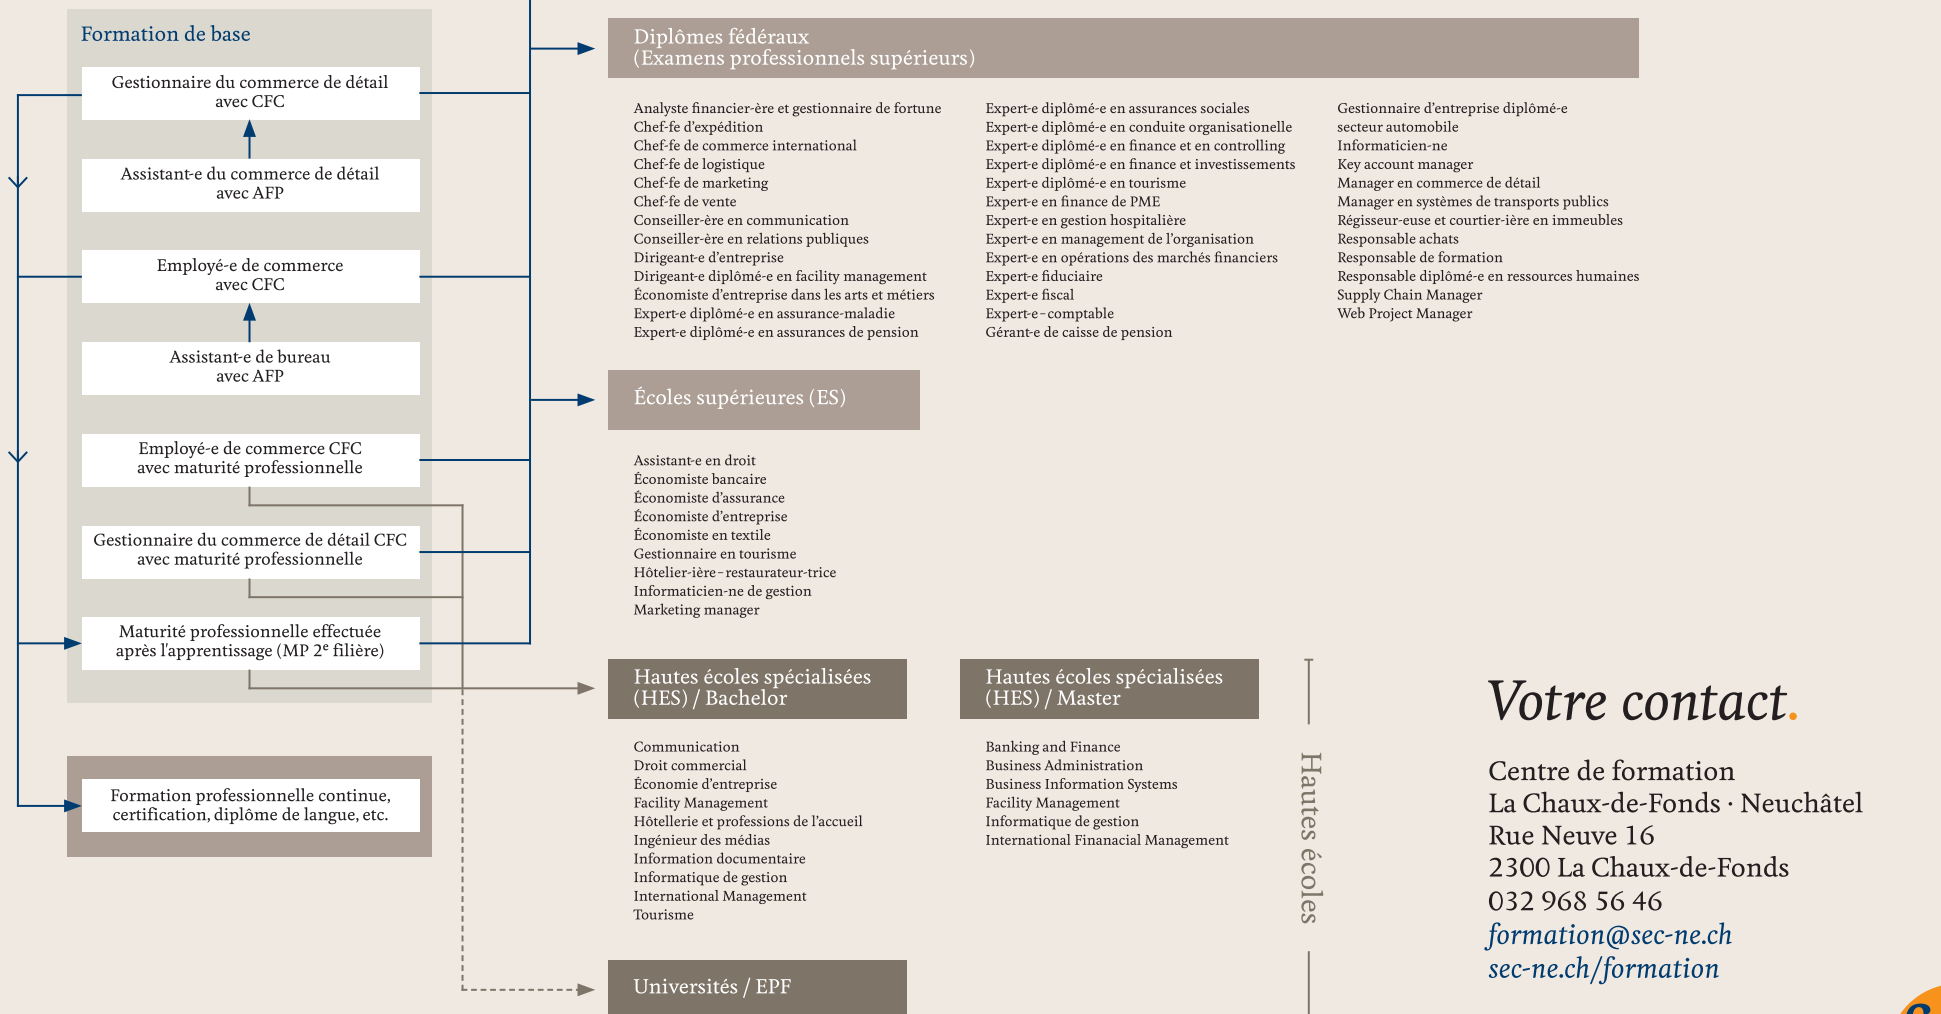 Formation de base
Gestionnaire du commerce de détail
avec CFC
Assistant-e du commerce de détail
avec AFP
Employé-e de commerce
avec CFC
Assistant-e de bureau
avec AFP
Employé-e de commerce CFC
avec maturité professionnelle
Gestionnaire du commerce de détail CFC
avec maturité professionnelle
Maturité professionnelle effectuée
après l'apprentissage (MP 2e filière)
Formation professionnelle continue,
certification, diplôme de langue, etc.
Diplômes fédéraux
(Examens professionnels supérieurs)
Analyste financier-ère et gestionnaire de fortune
Chef-fe d'expédition
Chef-fe de commerce international
Chef-fe de logistique
Chef-fe de marketing
Chef-fe de vente
Conseiller-ère en communication
Conseiller-ère en relations publiques
Dirigeant-e d'entreprise
Dirigeant-e diplômé-e en facility management
Économiste d'entreprise dans les arts et métiers
Expert-e diplômé-e en assurance-maladie
Expert-e diplômé-e en assurances de pension
Expert-e diplômé-e en assurances sociales
Expert-e diplômé-e en conduite organisationelle
Expert-e diplômé-e en finance et en controlling
Expert-e diplômé-e en finance et investissements
Expert-e diplômé-e en tourisme
Expert-e en finance de PME
Expert-e en gestion hospitalière
Expert-e en management de l'organisation
Expert-e en opérations des marchés financiers
Expert-e fiduciaire
Expert-e fiscal
Expert-e-comptable
Gérant-e de caisse de pension
Gestionnaire d'entreprise diplômé-e
secteur automobile
Informaticien-ne
Key account manager
Manager en commerce de détail
Manager en systèmes de transports publics
Régisseur-euse et courtier-ière en immeubles
Responsable achats
Responsable de formation
Responsable diplômé-e en ressources humaines
Supply Chain Manager
Web Project Manager
Écoles supérieures (ES)
Assistant-e en droit
Économiste bancaire
Économiste d'assurance
Économiste d'entreprise
Économiste en textile
Gestionnaire en tourisme
Hôtelier-ière-restaurateur-trice
Informaticien-ne de gestion
Marketing manager
Hautes écoles spécialisées
(HES) / Bachelor
Communication
Droit commercial
Économie d'entreprise
Facility Management
Hôtellerie et professions de l'accueil
Ingénieur des médias
Information documentaire
Informatique de gestion
International Management
Tourisme
Hautes écoles spécialisées
(HES) / Master
Banking and Finance
Business Administration
Business Information Systems
Facility Management
Informatique de gestion
International Finanacial Management
Hautes écoles
Universités / EPF
Votre contact.
Centre de formation
La Chaux-de-Fonds · Neuchâtel
Rue Neuve 16
2300 La Chaux-de-Fonds
032 968 56 46
formation@sec-ne.ch
sec-ne.ch/formation